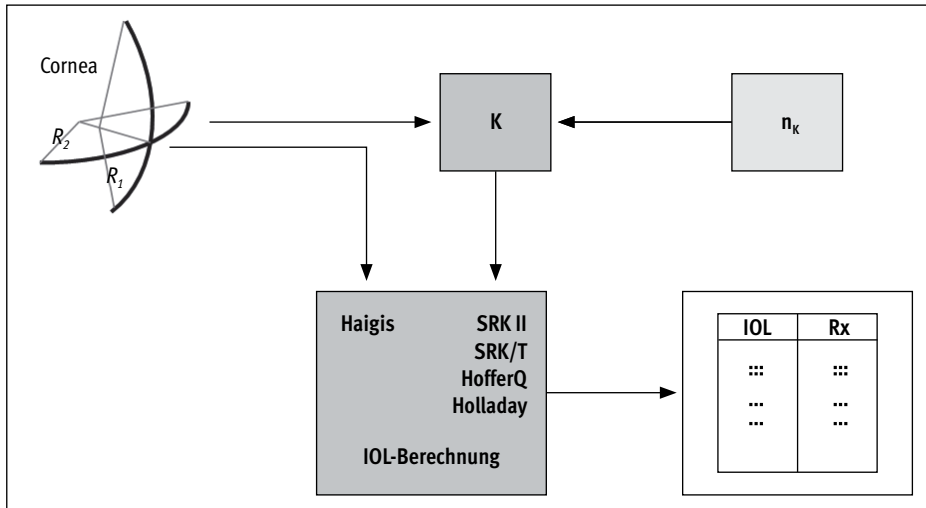 Cornea
R2
R1
K
nK
Haigis SRK II
SRK/T
HofferQ
Holladay
IOL-Berechnung
IOL Rx
::: :::
... ...
... ...